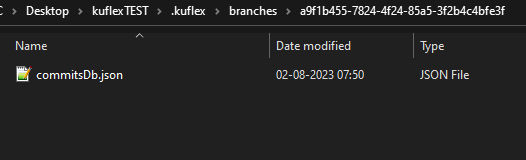 C > Desktop > kuflexTEST > .kuflex > branches > a9f1b455-7824-4f24-85a5-3f2b4c4bfe3f
Name Date modified Type
commitsDb.json 02-08-2023 07:50 JSON File